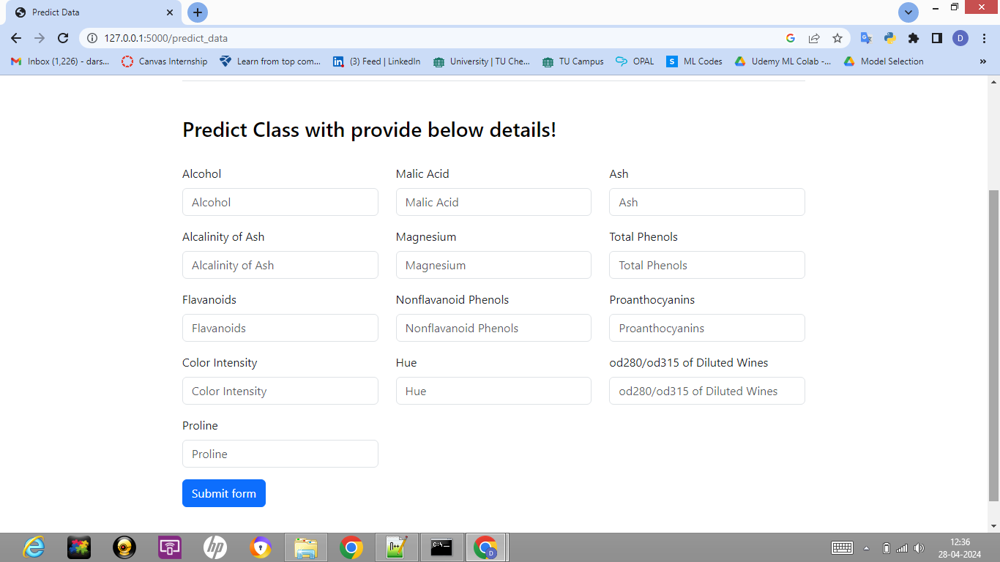 Predict Data
127.0.0.1:5000/predict_data
Inbox (1,226) - dars... Canvas Internship Learn from top com... (3) Feed | LinkedIn University | TU Che... TU Campus OPAL ML Codes Udemy ML Colab -... Model Selection »
Predict Class with provide below details!
Alcohol Malic Acid Ash
Alcohol Malic Acid Ash
Alcalinity of Ash Magnesium Total Phenols
Alcalinity of Ash Magnesium Total Phenols
Flavanoids Nonflavanoid Phenols Proanthocyanins
Flavanoids Nonflavanoid Phenols Proanthocyanins
Color Intensity Hue od280/od315 of Diluted Wines
Color Intensity Hue od280/od315 of Diluted Wines
Proline
Proline
Submit form
12:36
28-04-2024